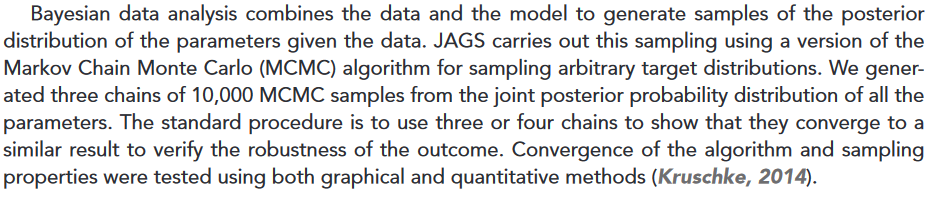 Bayesian data analysis combines the data and the model to generate samples of the posterior
distribution of the parameters given the data. JAGS carries out this sampling using a version of the
Markov Chain Monte Carlo (MCMC) algorithm for sampling arbitrary target distributions. We gener-
ated three chains of 10,000 MCMC samples from the joint posterior probability distribution of all the
parameters. The standard procedure is to use three or four chains to show that they converge to a
similar result to verify the robustness of the outcome. Convergence of the algorithm and sampling
properties were tested using both graphical and quantitative methods (Kruschke, 2014).